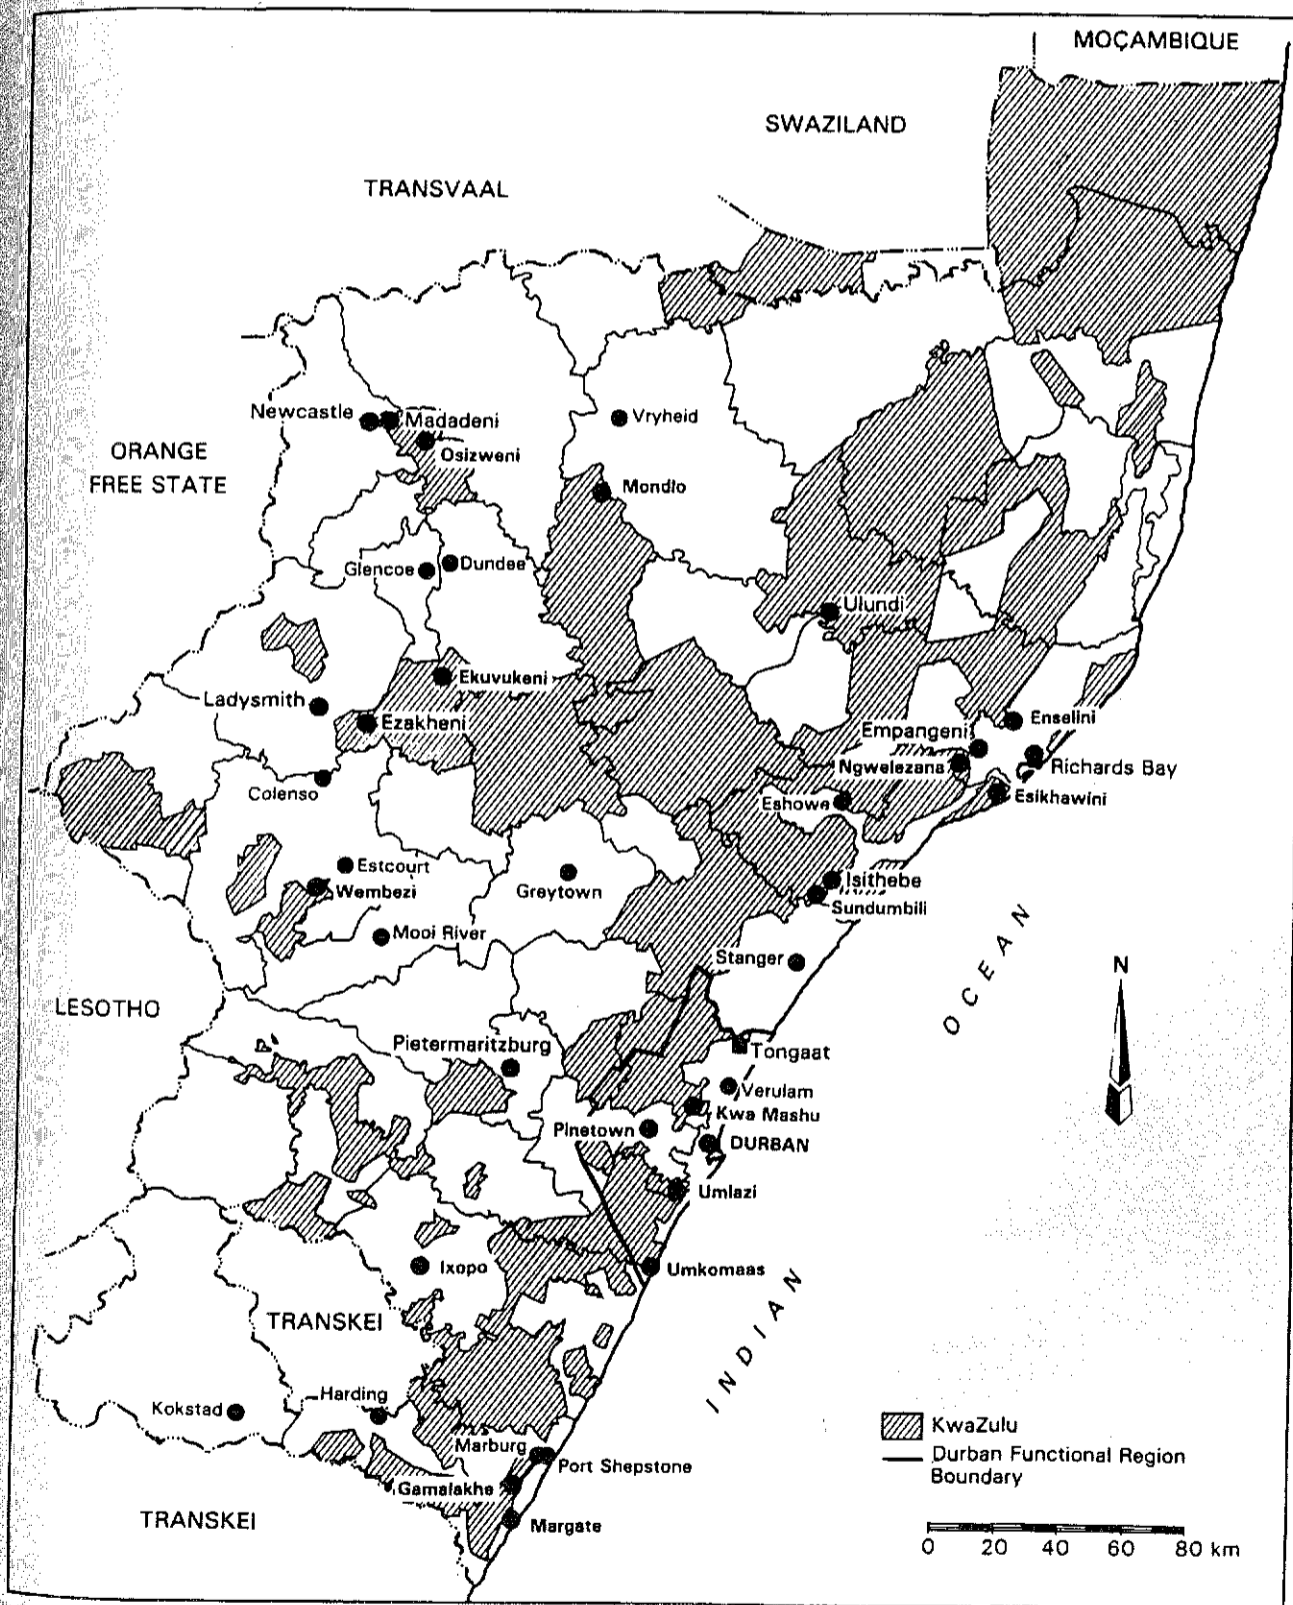 MOÇAMBIQUE
SWAZILAND
TRANSVAAL
Newcastle
Madadeni
Vryheid
ORANGE
FREE STATE
Osizweni
Mondlo
Glencoe
Dundee
Ulundi
Ekuvukeni
Ladysmith
Ezakheni
Enselini
Empangeni
Ngwelezana
Richards Bay
Colenso
Eshowe
Esikhawini
Estcourt
Wembezi
Greytown
Isithebe
Sundumbili
Mooi River
Stanger
OCEAN
N
LESOTHO
Pietermaritzburg
Tongaat
Verulam
Kwa Mashu
Pinetown
DURBAN
Umlazi
Ixopo
Umkomaas
INDIAN
TRANSKEI
Harding
Kokstad
Marburg
Port Shepstone
Gamalakhe
Margate
TRANSKEI
KwaZulu
Durban Functional Region
Boundary
0 20 40 60 80 km